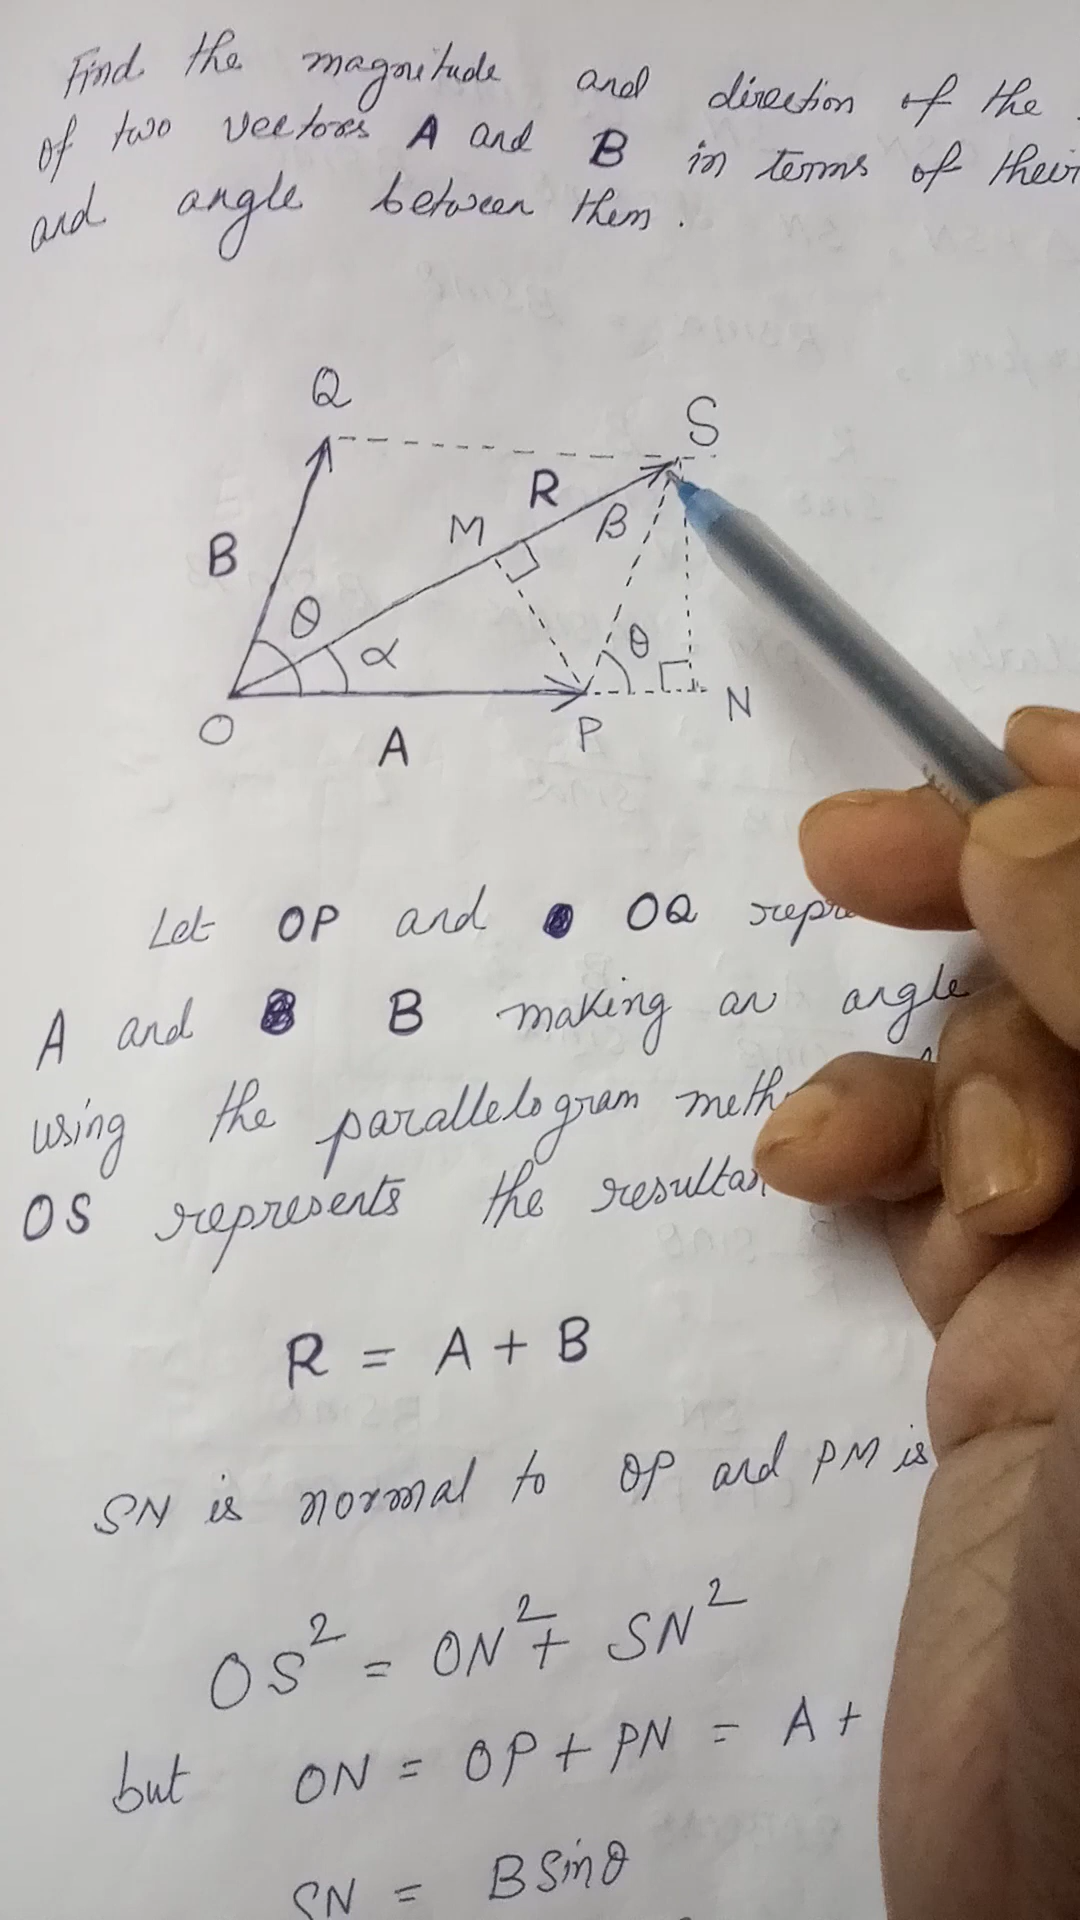 Find the magnitude and direction of the
of two vectors A and B in terms of their
and angle between them.
Q
S
R
M
β
B
θ
α
θ
O
A
P
N
Let OP and OQ
A and B making an angle
using the parallelogram
OS represents the
R = A + B
SN is normal to OP and PM is
OS² = ON² + SN²
but ON = OP + PN = A +
SN = B Sinθ